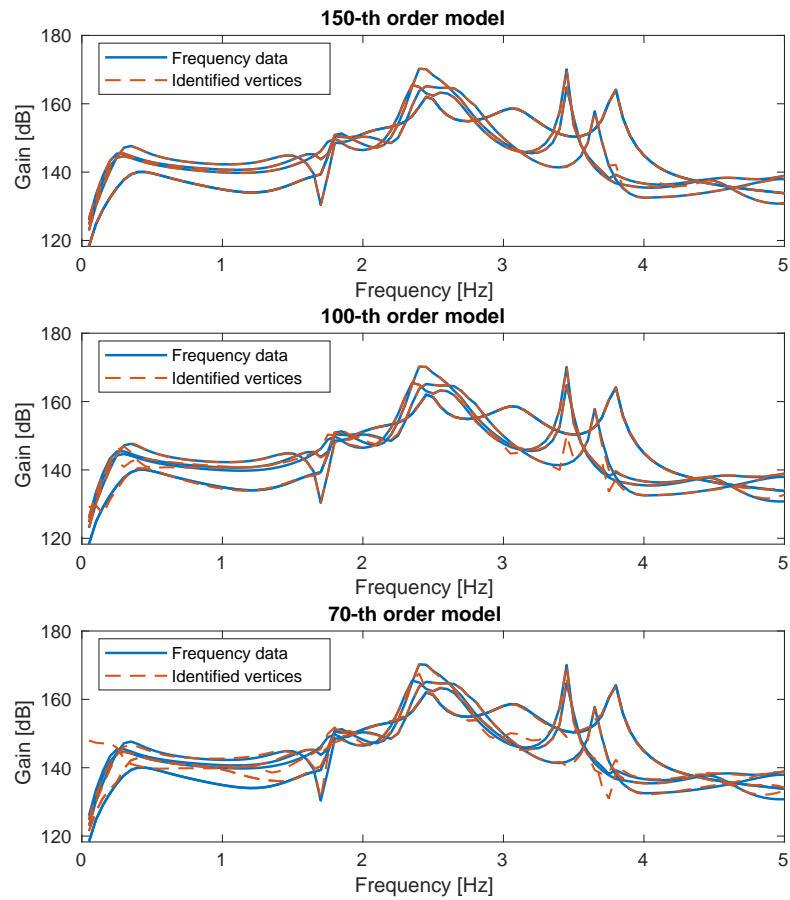 150-th order model
180
160
140
120
Gain [dB]
Frequency data
Identified vertices
0 1 2 3 4 5
Frequency [Hz]
100-th order model
180
160
140
120
Gain [dB]
Frequency data
Identified vertices
0 1 2 3 4 5
Frequency [Hz]
70-th order model
180
160
140
120
Gain [dB]
Frequency data
Identified vertices
0 1 2 3 4 5
Frequency [Hz]